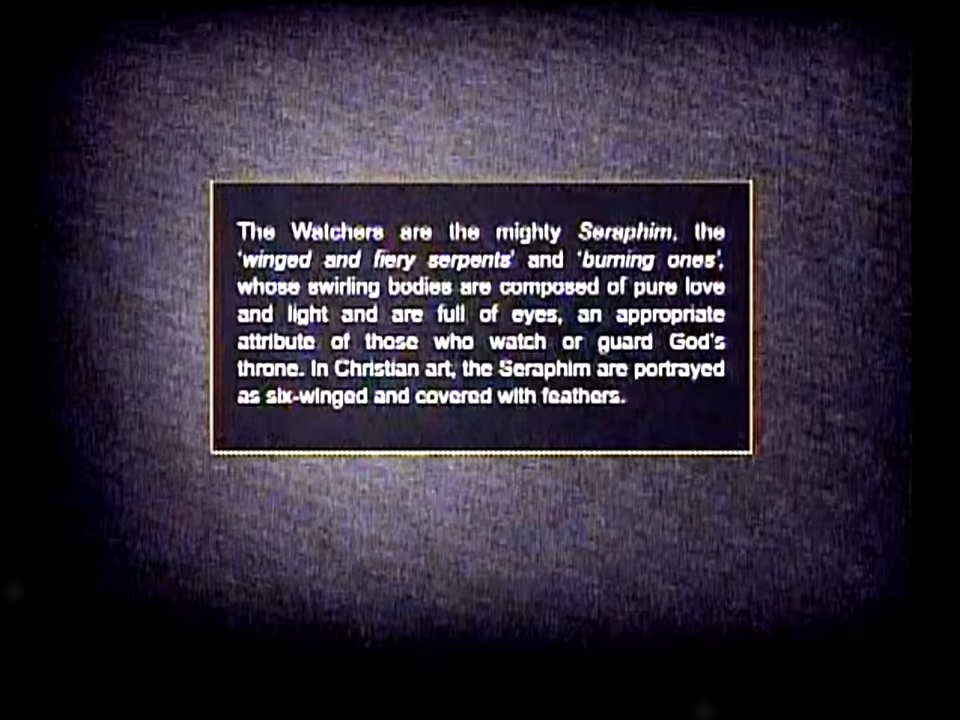 The Watchers are the mighty Seraphim, the
'winged and fiery serpents' and 'burning ones',
whose swirling bodies are composed of pure love
and light and are full of eyes, an appropriate
attribute of those who watch or guard God's
throne. In Christian art, the Seraphim are portrayed
as six-winged and covered with feathers.